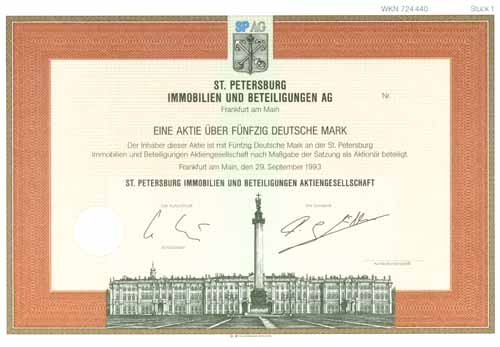 WKN 724 440 Stück 1
SP AG
ST. PETERSBURG
IMMOBILIEN UND BETEILIGUNGEN AG
Nr.
Frankfurt am Main
EINE AKTIE ÜBER FÜNFZIG DEUTSCHE MARK
Der Inhaber dieser Aktie ist mit Fünfzig Deutsche Mark an der St. Petersburg
Immobilien und Beteiligungen Aktiengesellschaft nach Maßgabe der Satzung als Aktionär beteiligt.
Frankfurt am Main, den 29. September 1993
ST. PETERSBURG IMMOBILIEN UND BETEILIGUNGEN AKTIENGESELLSCHAFT
Der Aufsichtsrat Der Vorstand